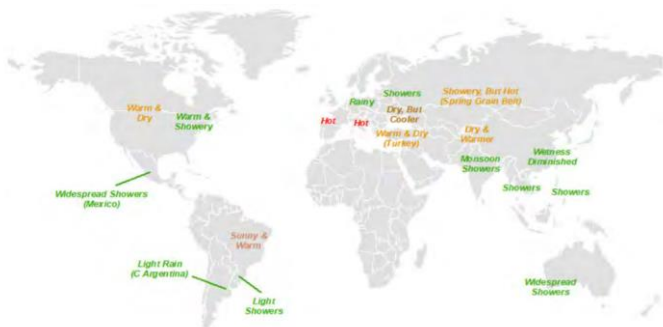 Showers
Showery, But Hot
(Spring Grain Belt)
Rainy
Warm &
Dry
Warm &
Showery
Dry, But
Cooler
Hot
Hot
Warm & Dry
(Turkey)
Dry &
Warmer
Monsoon
Showers
Wetness
Diminished
Widespread Showers
(Mexico)
Showers
Showers
Sunny &
Warm
Light Rain
(C Argentina)
Light
Showers
Widespread
Showers